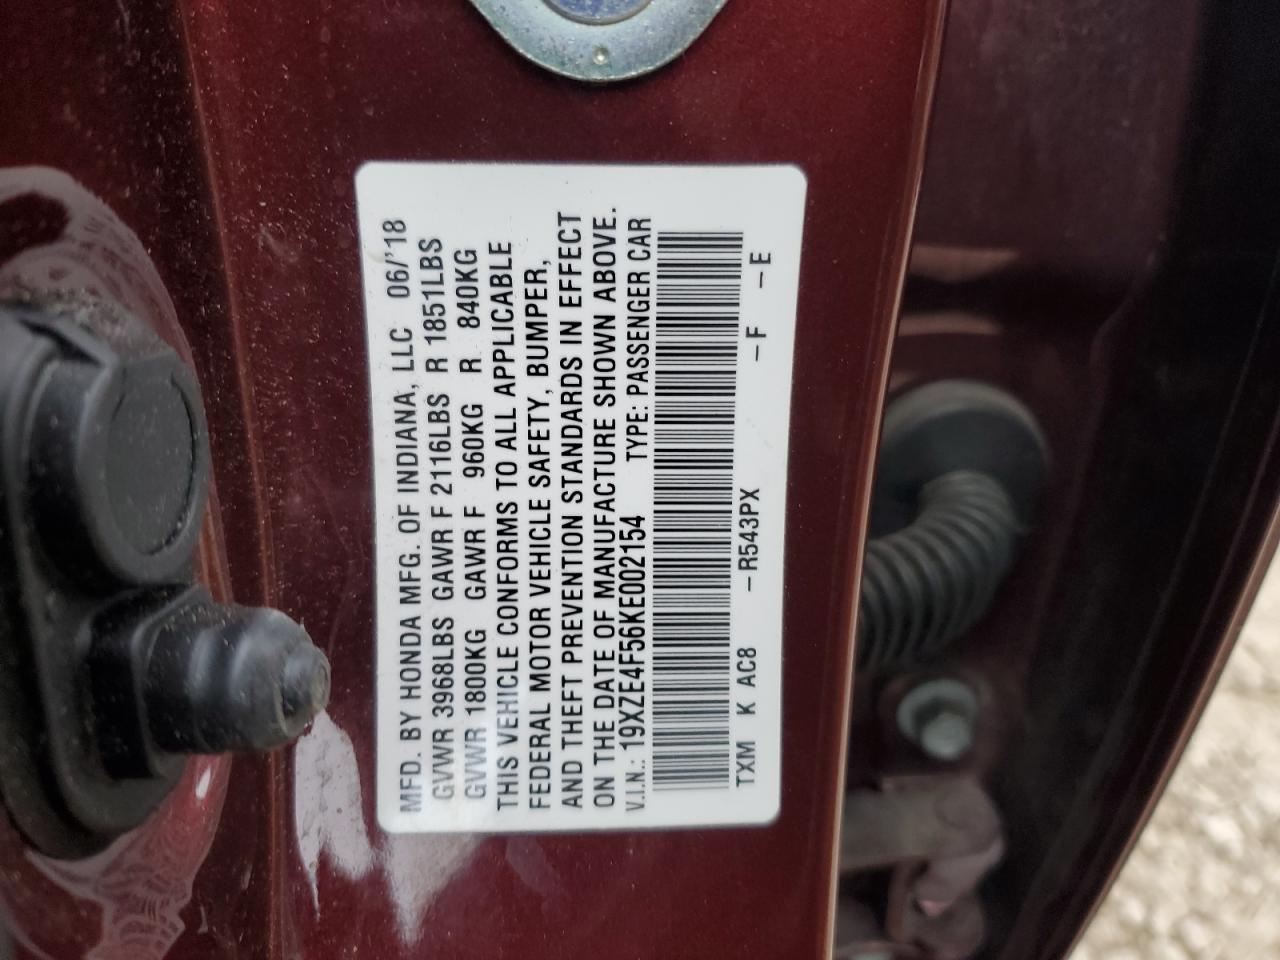 MFD. BY HONDA MFG. OF INDIANA, LLC 06/'18
GVWR 3968LBS GAWR F 2116LBS R 1851LBS
GVWR 1800KG GAWR F 960KG R 840KG
THIS VEHICLE CONFORMS TO ALL APPLICABLE
FEDERAL MOTOR VEHICLE SAFETY, BUMPER,
AND THEFT PREVENTION STANDARDS IN EFFECT
ON THE DATE OF MANUFACTURE SHOWN ABOVE.
V.I.N.: 19XZE4F56KE002154 TYPE: PASSENGER CAR
TXM K AC8 –R543PX –F –E